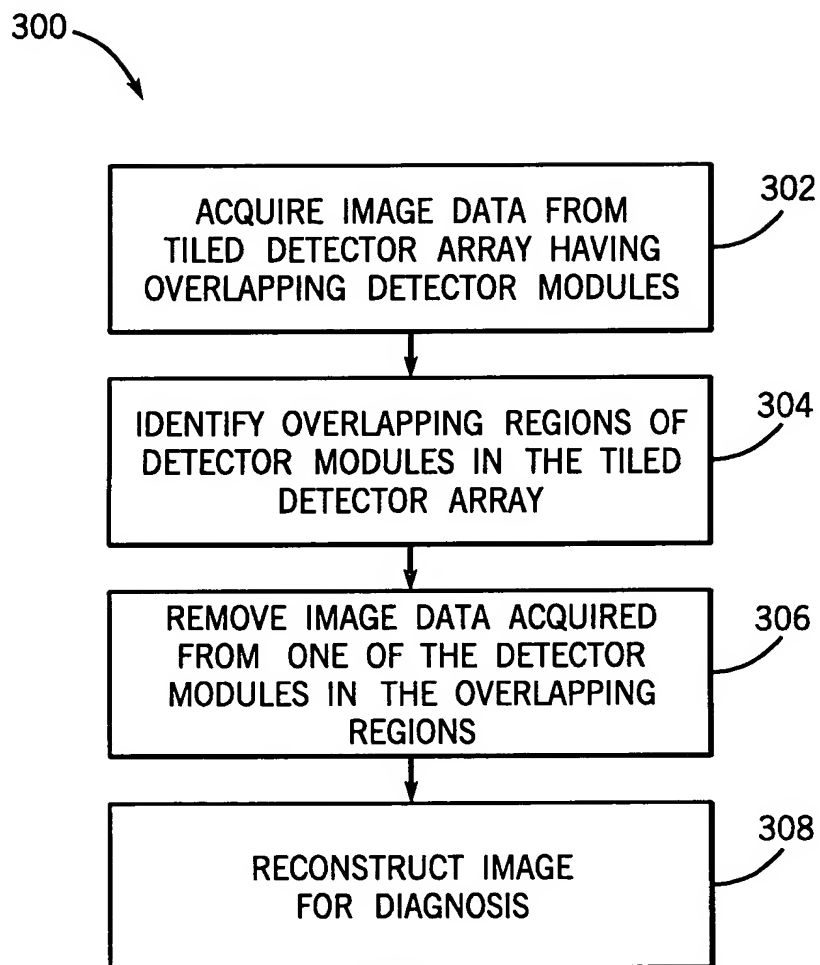 300
302
ACQUIRE IMAGE DATA FROM
TILED DETECTOR ARRAY HAVING
OVERLAPPING DETECTOR MODULES
304
IDENTIFY OVERLAPPING REGIONS OF
DETECTOR MODULES IN THE TILED
DETECTOR ARRAY
306
REMOVE IMAGE DATA ACQUIRED
FROM ONE OF THE DETECTOR
MODULES IN THE OVERLAPPING
REGIONS
308
RECONSTRUCT IMAGE
FOR DIAGNOSIS